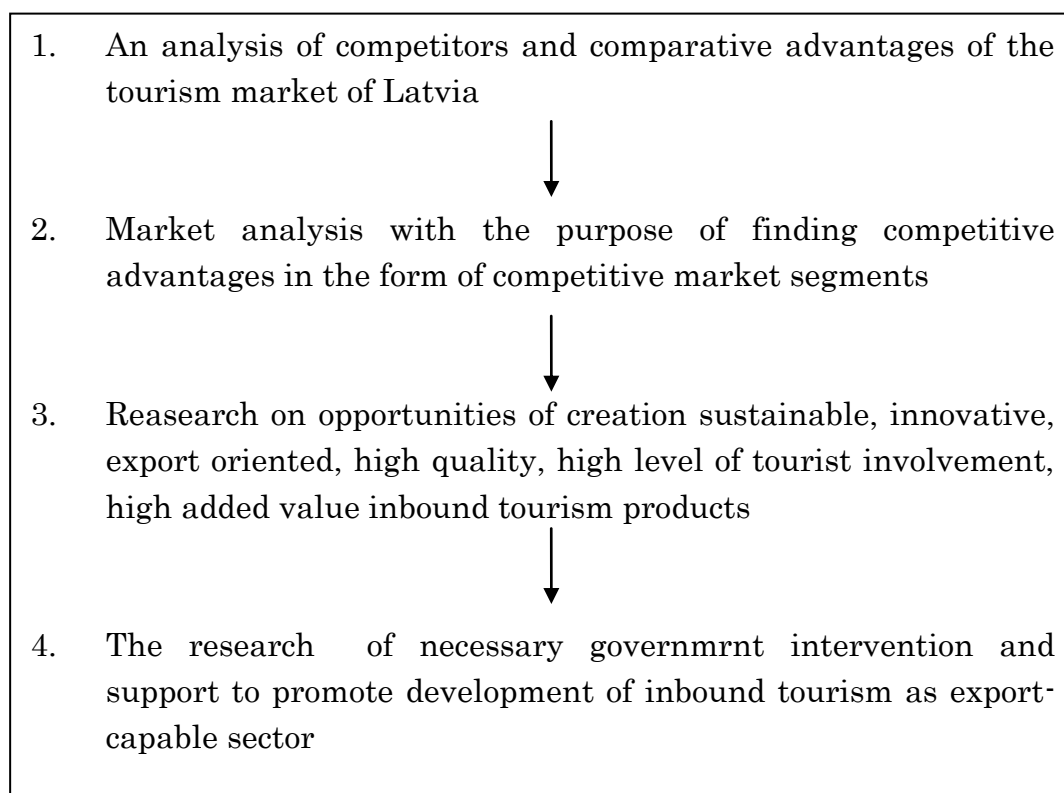 1. An analysis of competitors and comparative advantages of the
tourism market of Latvia
2. Market analysis with the purpose of finding competitive
advantages in the form of competitive market segments
3. Reasearch on opportunities of creation sustainable, innovative,
export oriented, high quality, high level of tourist involvement,
high added value inbound tourism products
4. The research of necessary governmrnt intervention and
support to promote development of inbound tourism as export-
capable sector